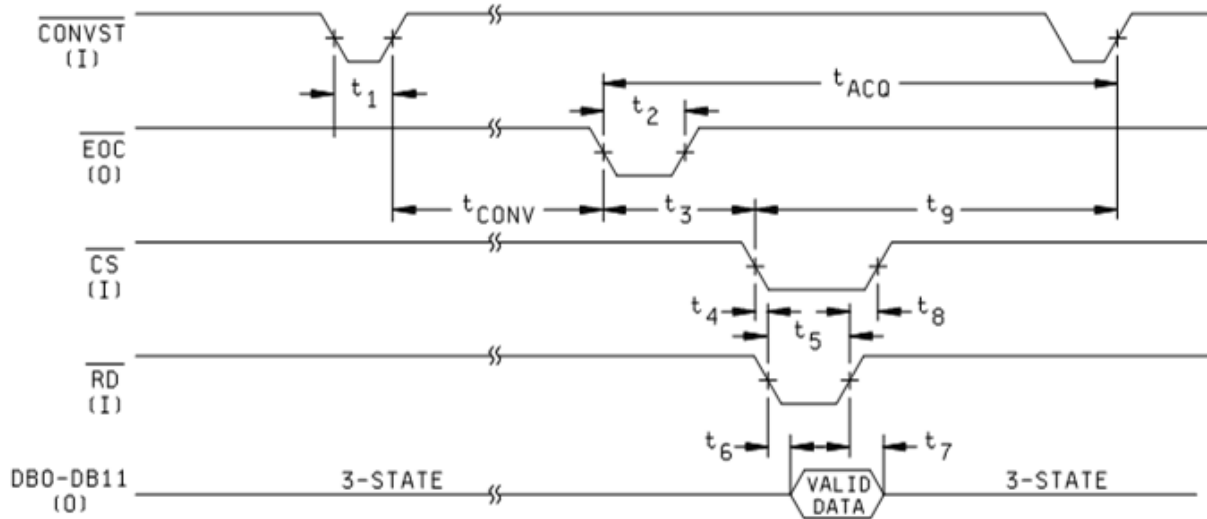 CONVST
(I)
t1
tACQ
t2
EOC
(O)
tCONV
t3
t9
CS
(I)
t4
t5
t8
RD
(I)
t6
t7
DB0-DB11
(O)
3-STATE
VALID
DATA
3-STATE